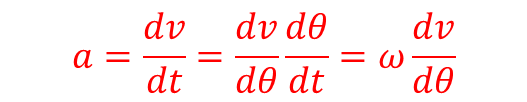 a = dv/dt = dv/dθ dθ/dt = ω dv/dθ